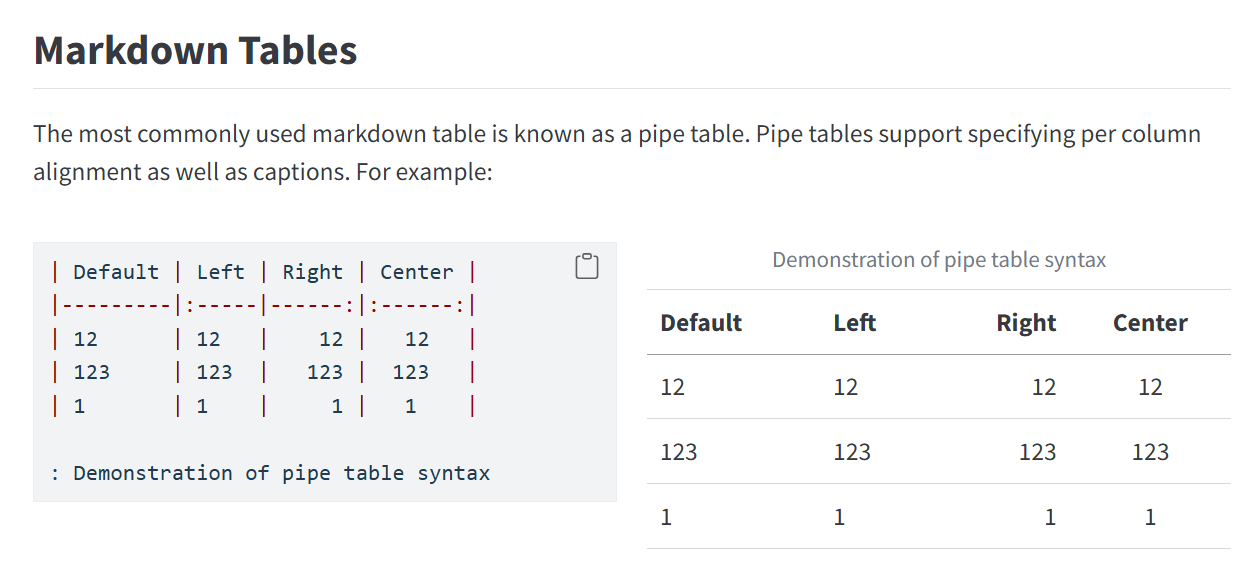 Markdown Tables
The most commonly used markdown table is known as a pipe table. Pipe tables support specifying per column
alignment as well as captions. For example:
| Default | Left | Right | Center |
|---------|:-----|------:|:------:|
| 12      | 12   |    12 |   12   |
| 123     | 123  |   123 |  123   |
| 1       | 1    |     1 |   1    |
: Demonstration of pipe table syntax
Demonstration of pipe table syntax
Default Left Right Center
12 12 12 12
123 123 123 123
1 1 1 1